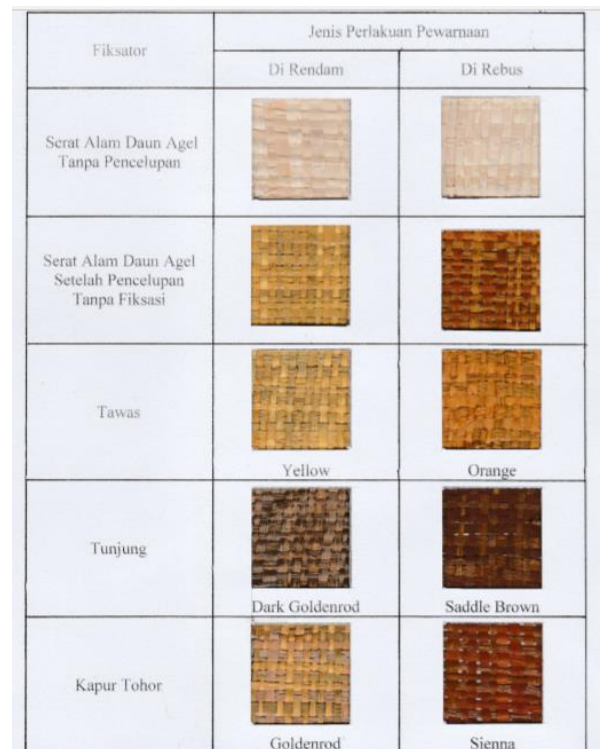 Fiksator
Jenis Perlakuan Pewarnaan
Di Rendam
Di Rebus
Serat Alam Daun Agel
Tanpa Pencelupan
Serat Alam Daun Agel
Setelah Pencelupan
Tanpa Fiksasi
Tawas
Yellow
Orange
Tunjung
Dark Goldenrod
Saddle Brown
Kapur Tohor
Goldenrod
Sienna